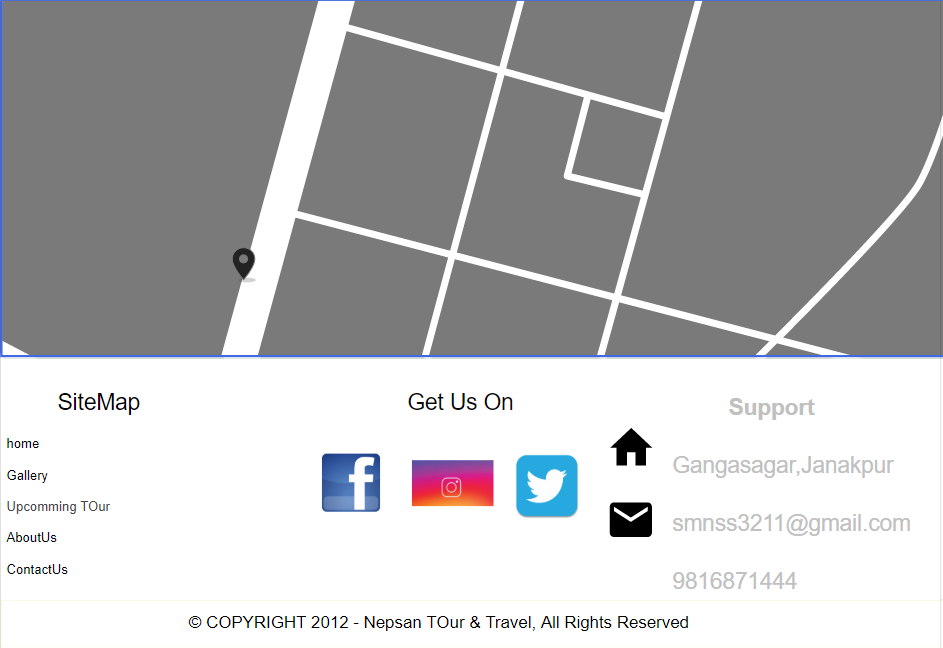 SiteMap
home
Gallery
Upcomming TOur
AboutUs
ContactUs
Get Us On
Support
Gangasagar,Janakpur
smnss3211@gmail.com
9816871444
© COPYRIGHT 2012 - Nepsan TOur & Travel, All Rights Reserved